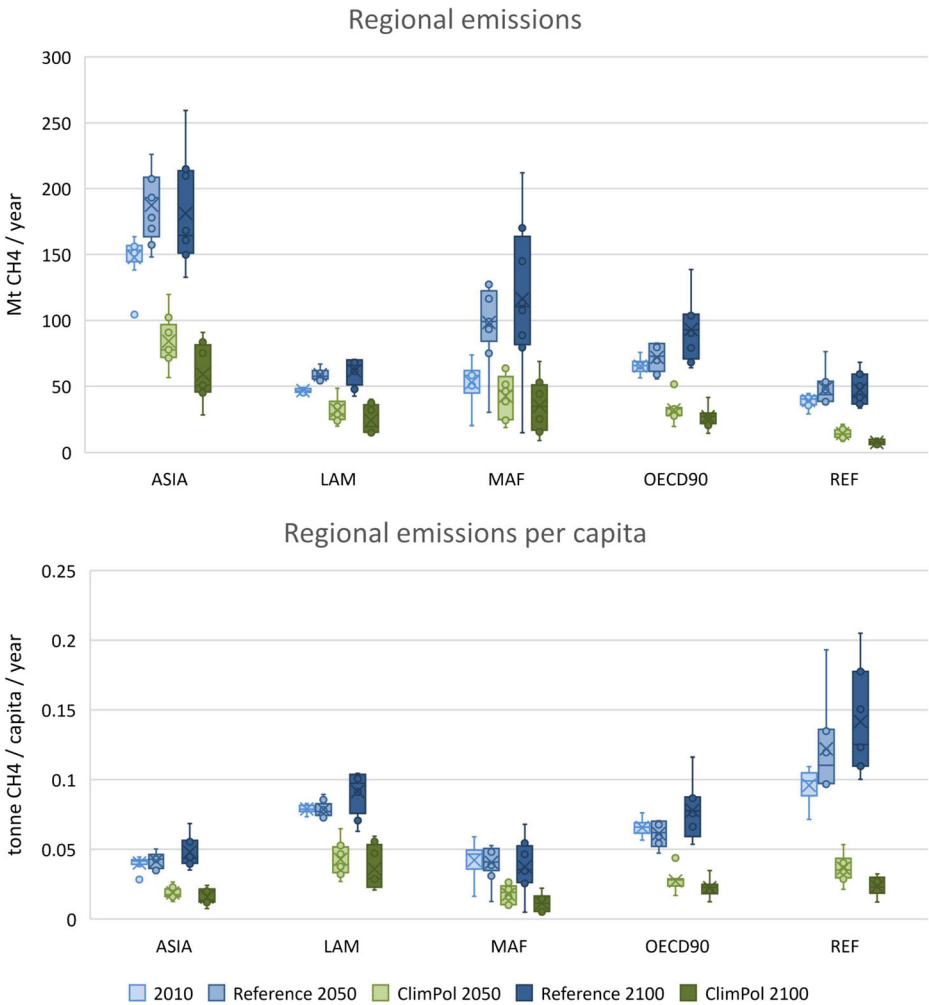 Regional emissions
300
250
200
150
100
50
0
Mt CH4 / year
ASIA LAM MAF OECD90 REF
Regional emissions per capita
0.25
0.2
0.15
0.1
0.05
0
tonne CH4 / capita / year
ASIA LAM MAF OECD90 REF
2010 Reference 2050 ClimPol 2050 Reference 2100 ClimPol 2100